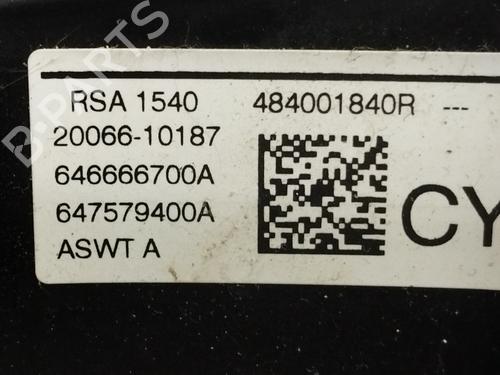 RSA 1540 484001840R ---
20066-10187
646666700A
647579400A
ASWT A
CY
B-PARTS